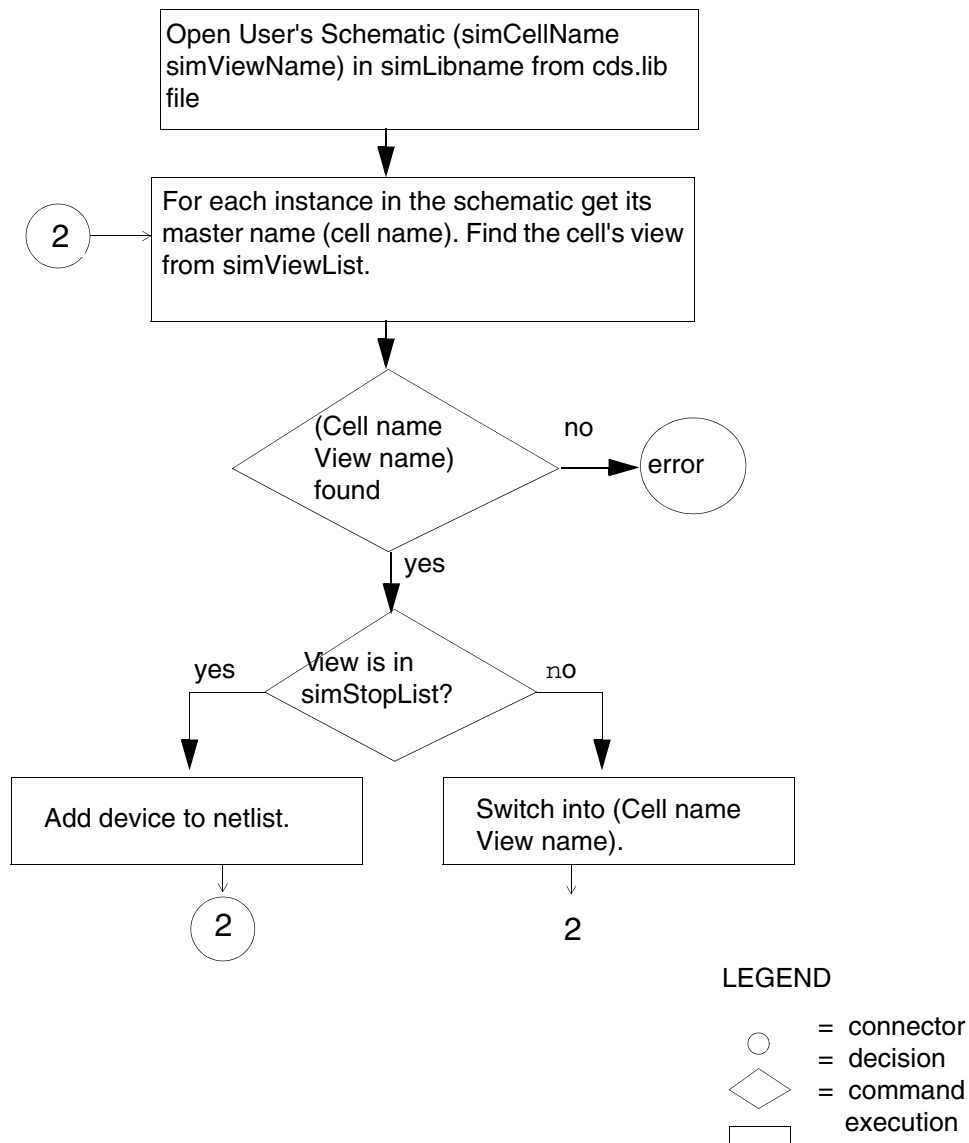 Open User's Schematic (simCellName
simViewName) in simLibname from cds.lib
file
2
For each instance in the schematic get its
master name (cell name). Find the cell's view
from simViewList.
(Cell name
View name)
found
no
error
yes
View is in
simStopList?
yes
no
Add device to netlist.
Switch into (Cell name
View name).
2
2
LEGEND
= connector
= decision
= command
execution